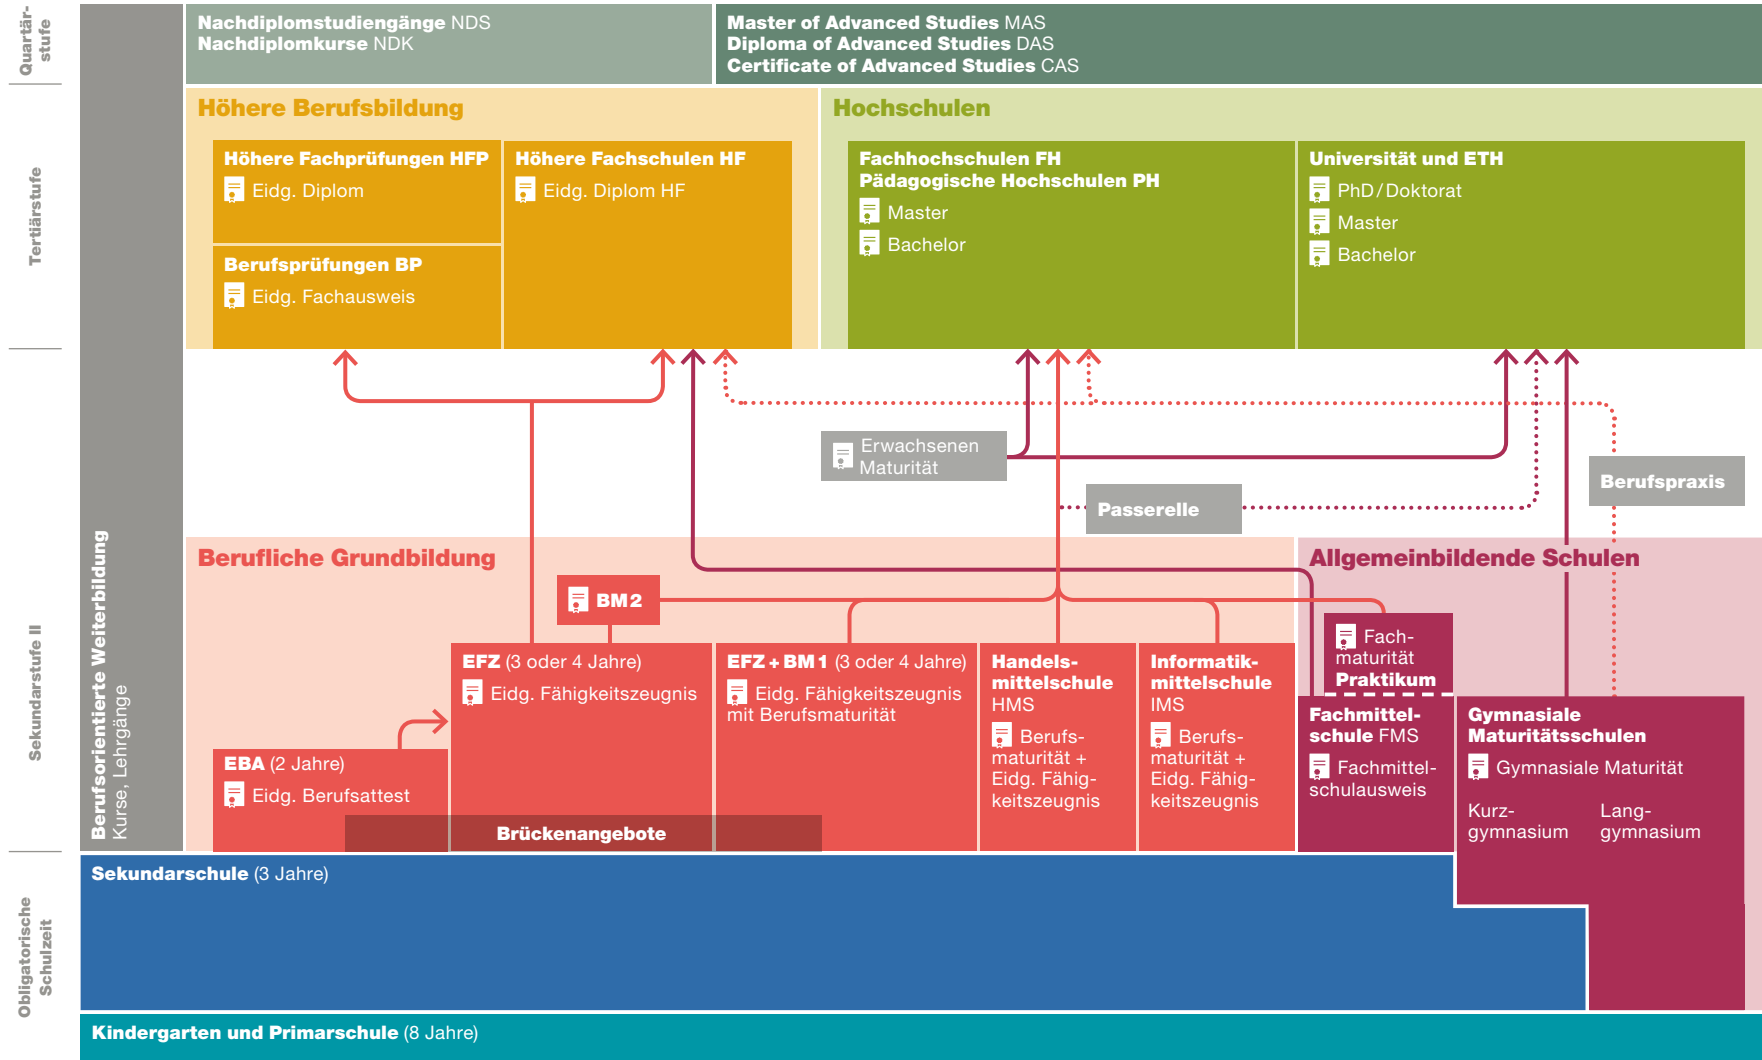 Quartär-
stufe
Nachdiplomstudiengänge NDS
Nachdiplomkurse NDK
Master of Advanced Studies MAS
Diploma of Advanced Studies DAS
Certificate of Advanced Studies CAS
Tertiärstufe
Höhere Berufsbildung
Höhere Fachprüfungen HFP
Eidg. Diplom
Berufsprüfungen BP
Eidg. Fachausweis
Höhere Fachschulen HF
Eidg. Diplom HF
Hochschulen
Fachhochschulen FH
Pädagogische Hochschulen PH
Master
Bachelor
Universität und ETH
PhD/Doktorat
Master
Bachelor
Erwachsenen
Maturität
Passerelle
Berufspraxis
Sekundarstufe II
Berufsorientierte Weiterbildung
Kurse, Lehrgänge
Berufliche Grundbildung
BM2
EBA (2 Jahre)
Eidg. Berufsattest
EFZ (3 oder 4 Jahre)
Eidg. Fähigkeitszeugnis
EFZ + BM1 (3 oder 4 Jahre)
Eidg. Fähigkeitszeugnis
mit Berufsmaturität
Handels-
mittelschule
HMS
Berufs-
maturität +
Eidg. Fähig-
keitszeugnis
Informatik-
mittelschule
IMS
Berufs-
maturität +
Eidg. Fähig-
keitszeugnis
Brückenangebote
Allgemeinbildende Schulen
Fach-
maturität
Praktikum
Fachmittel-
schule FMS
Fachmittel-
schulausweis
Gymnasiale
Maturitätsschulen
Gymnasiale Maturität
Kurz-
gymnasium
Lang-
gymnasium
Obligatorische
Schulzeit
Sekundarschule (3 Jahre)
Kindergarten und Primarschule (8 Jahre)